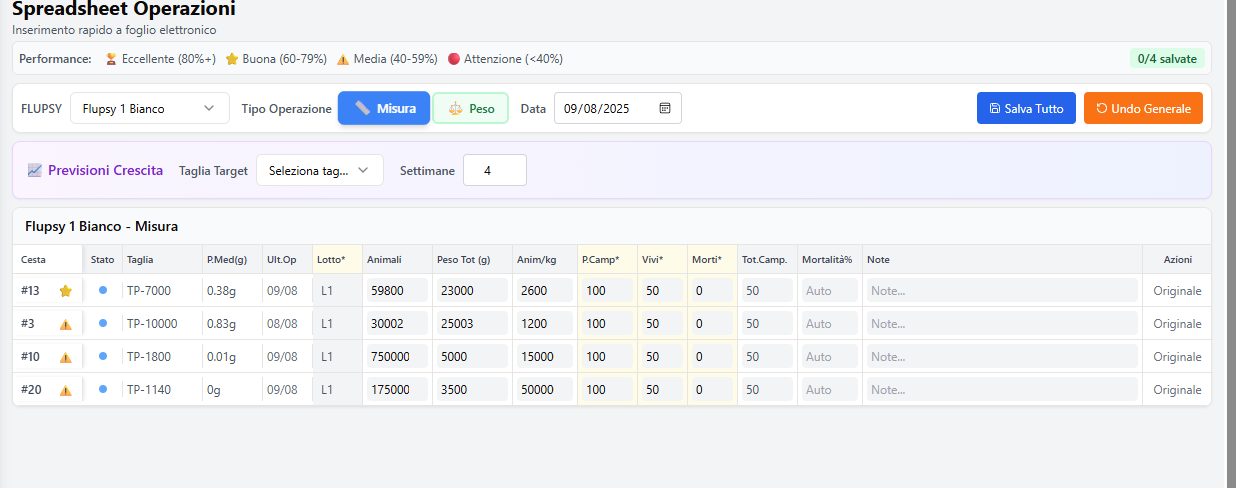 Spreadsheet Operazioni
Inserimento rapido a foglio elettronico
Performance: Eccellente (80%+) Buona (60-79%) Media (40-59%) Attenzione (<40%) 0/4 salvate
FLUPSY Flupsy 1 Bianco Tipo Operazione Misura Peso Data 09/08/2025 Salva Tutto Undo Generale
Previsioni Crescita Taglia Target Seleziona tag... Settimane 4
Flupsy 1 Bianco - Misura
Cesta Stato Taglia P.Med(g) Ult.Op Lotto* Animali Peso Tot (g) Anim/kg P.Camp* Vivi* Morti* Tot.Camp. Mortalità% Note Azioni
#13 TP-7000 0.38g 09/08 L1 59800 23000 2600 100 50 0 50 Auto Note... Originale
#3 TP-10000 0.83g 08/08 L1 30002 25003 1200 100 50 0 50 Auto Note... Originale
#10 TP-1800 0.01g 09/08 L1 750000 5000 15000 100 50 0 50 Auto Note... Originale
#20 TP-1140 0g 09/08 L1 175000 3500 50000 100 50 0 50 Auto Note... Originale